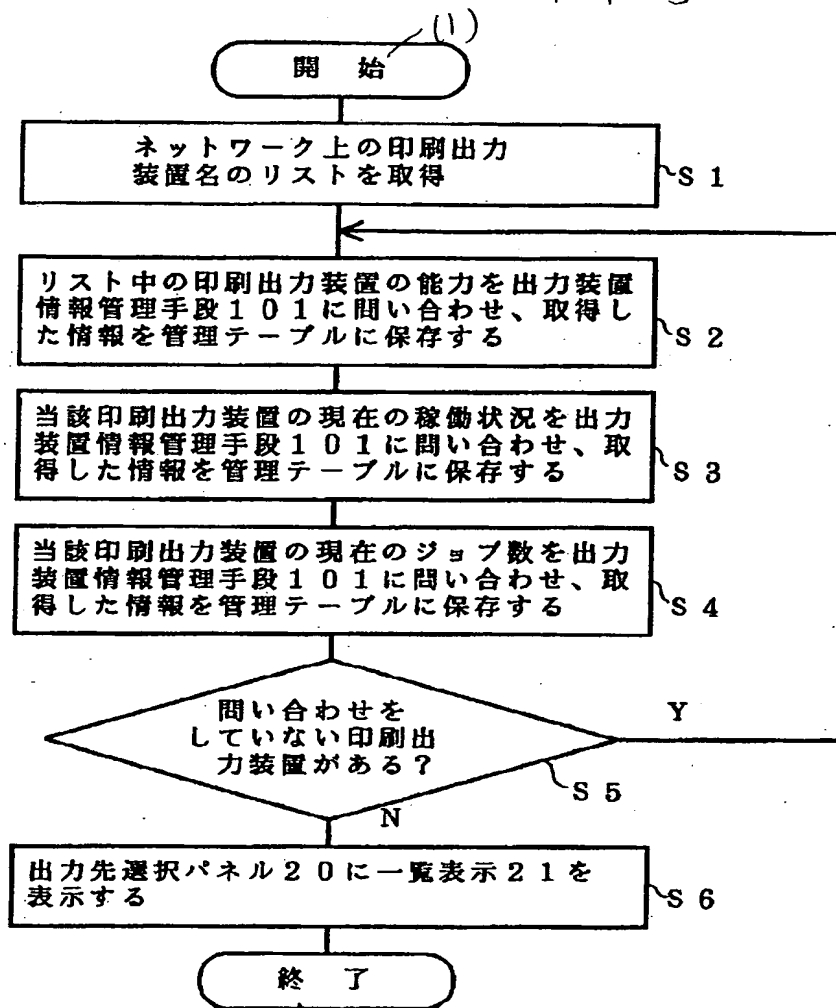 (1)
開 始
ネットワーク上の印刷出力
装置名のリストを取得
S 1
リスト中の印刷出力装置の能力を出力装置
情報管理手段101に問い合わせ、取得し
た情報を管理テーブルに保存する
S 2
当該印刷出力装置の現在の稼働状況を出力
装置情報管理手段101に問い合わせ、取
得した情報を管理テーブルに保存する
S 3
当該印刷出力装置の現在のジョブ数を出力
装置情報管理手段101に問い合わせ、取
得した情報を管理テーブルに保存する
S 4
問い合わせを
していない印刷出
力装置がある?
Y
S 5
N
出力先選択パネル20に一覧表示21を
表示する
S 6
終 了